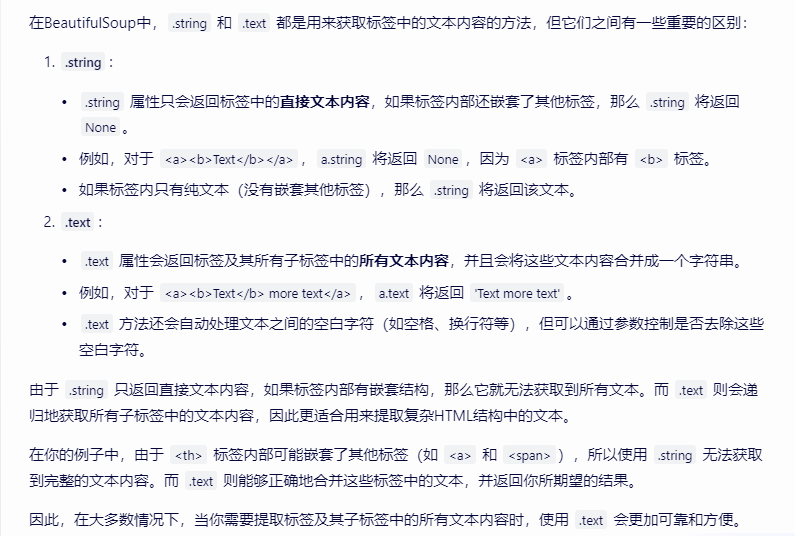 在BeautifulSoup中， .string 和 .text 都是用来获取标签中的文本内容的方法，但它们之间有一些重要的区别：
1. .string：
• .string 属性只会返回标签中的直接文本内容，如果标签内部还嵌套了其他标签，那么 .string 将返回
None。
• 例如，对于 <a><b>Text</b></a>， a.string 将返回 None，因为 <a> 标签内部有 <b> 标签。
• 如果标签内只有纯文本（没有嵌套其他标签），那么 .string 将返回该文本。
2. .text：
• .text 属性会返回标签及其所有子标签中的所有文本内容，并且会将这些文本内容合并成一个字符串。
• 例如，对于 <a><b>Text</b> more text</a>， a.text 将返回 'Text more text'。
• .text 方法还会自动处理文本之间的空白字符（如空格、换行符等），但可以通过参数控制是否去除这些
空白字符。
由于 .string 只返回直接文本内容，如果标签内部有嵌套结构，那么它就无法获取到所有文本。而 .text 则会递
归地获取所有子标签中的文本内容，因此更适合用来提取复杂HTML结构中的文本。
在你的例子中，由于 <th> 标签内部可能嵌套了其他标签（如 <a> 和 <span>），所以使用 .string 无法获取
到完整的文本内容。而 .text 则能够正确地合并这些标签中的文本，并返回你所期望的结果。
因此，在大多数情况下，当你需要提取标签及其子标签中的所有文本内容时，使用 .text 会更加可靠和方便。